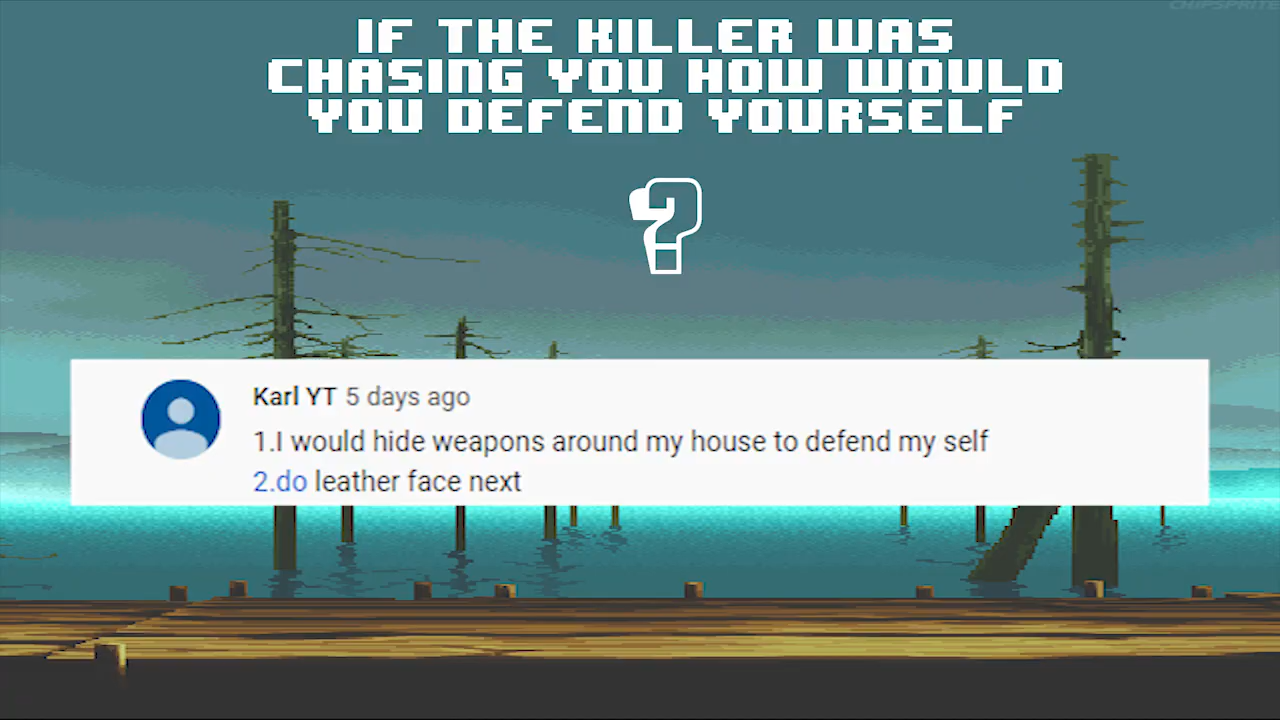 CHIPSPRITE
IF THE KILLER WAS
CHASING YOU HOW WOULD
YOU DEFEND YOURSELF
?
Karl YT 5 days ago
1.I would hide weapons around my house to defend my self
2.do leather face next